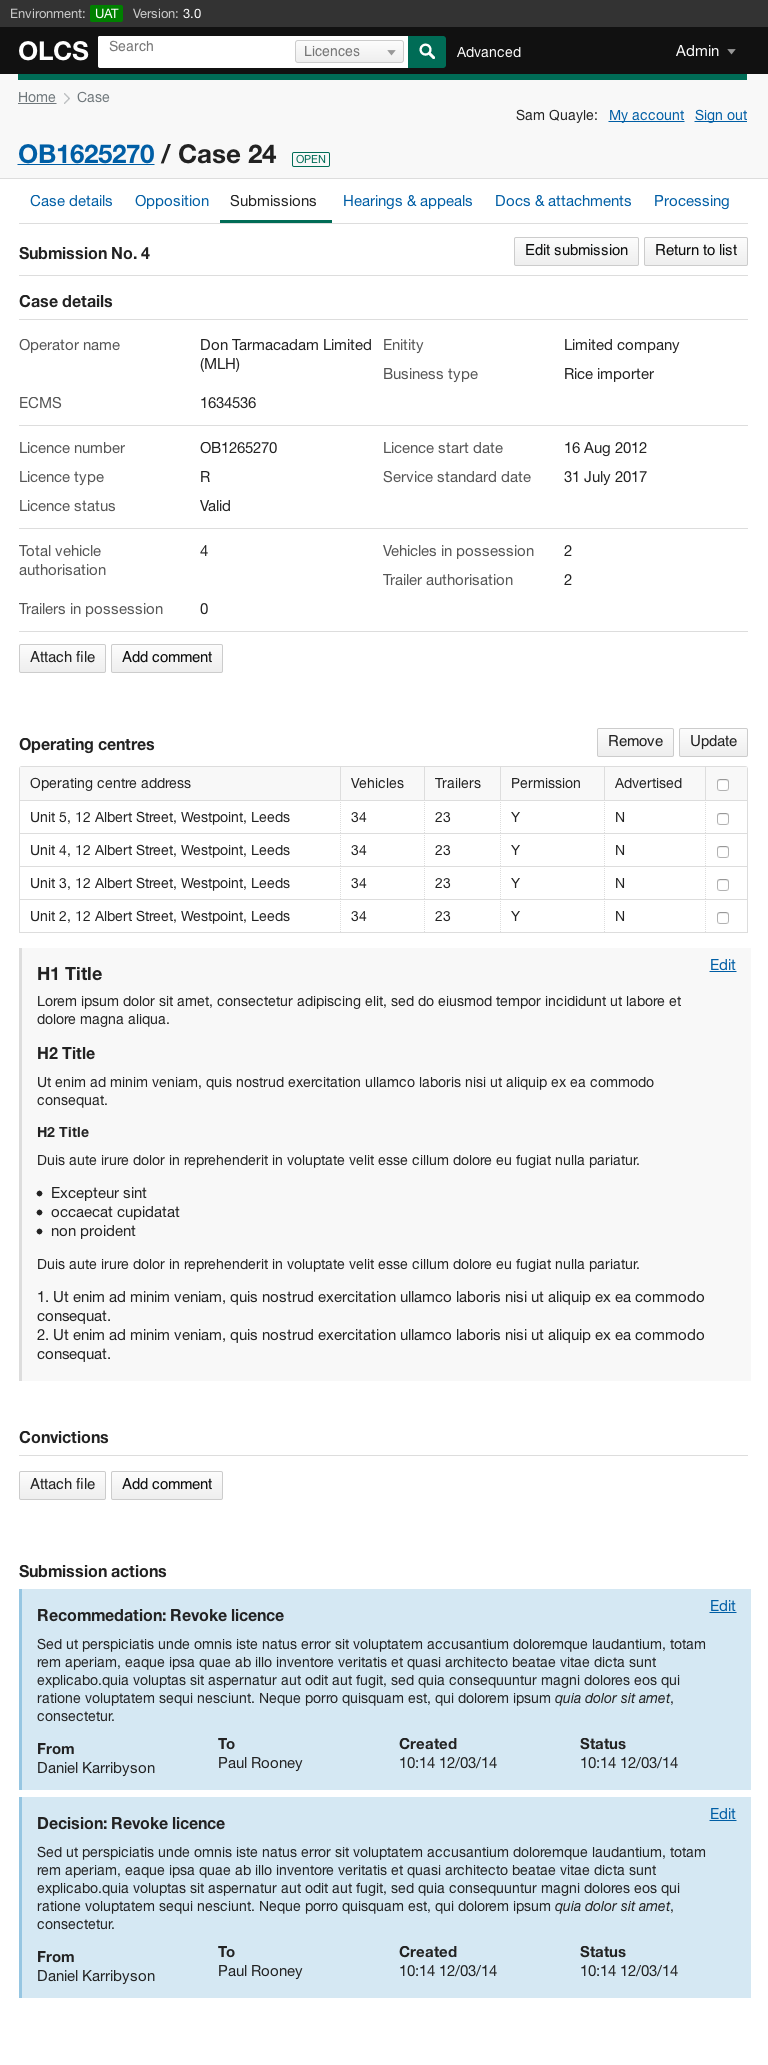 Environment: UAT Version: 3.0
OLCS Search Licences Advanced Admin
Home Case
Sam Quayle: My account Sign out
OB1625270 / Case 24 OPEN
Case details Opposition Submissions Hearings & appeals Docs & attachments Processing
Submission No. 4 Edit submission Return to list
Case details
Operator name Don Tarmacadam Limited Enitity Limited company
(MLH)
Business type Rice importer
ECMS 1634536
Licence number OB1265270 Licence start date 16 Aug 2012
Licence type R Service standard date 31 July 2017
Licence status Valid
Total vehicle 4 Vehicles in possession 2
authorisation
Trailer authorisation 2
Trailers in possession 0
Attach file Add comment
Operating centres Remove Update
Operating centre address Vehicles Trailers Permission Advertised
Unit 5, 12 Albert Street, Westpoint, Leeds 34 23 Y N
Unit 4, 12 Albert Street, Westpoint, Leeds 34 23 Y N
Unit 3, 12 Albert Street, Westpoint, Leeds 34 23 Y N
Unit 2, 12 Albert Street, Westpoint, Leeds 34 23 Y N
Edit
H1 Title
Lorem ipsum dolor sit amet, consectetur adipiscing elit, sed do eiusmod tempor incididunt ut labore et
dolore magna aliqua.
H2 Title
Ut enim ad minim veniam, quis nostrud exercitation ullamco laboris nisi ut aliquip ex ea commodo
consequat.
H2 Title
Duis aute irure dolor in reprehenderit in voluptate velit esse cillum dolore eu fugiat nulla pariatur.
• Excepteur sint
• occaecat cupidatat
• non proident
Duis aute irure dolor in reprehenderit in voluptate velit esse cillum dolore eu fugiat nulla pariatur.
1. Ut enim ad minim veniam, quis nostrud exercitation ullamco laboris nisi ut aliquip ex ea commodo
consequat.
2. Ut enim ad minim veniam, quis nostrud exercitation ullamco laboris nisi ut aliquip ex ea commodo
consequat.
Convictions
Attach file Add comment
Submission actions
Edit
Recommedation: Revoke licence
Sed ut perspiciatis unde omnis iste natus error sit voluptatem accusantium doloremque laudantium, totam
rem aperiam, eaque ipsa quae ab illo inventore veritatis et quasi architecto beatae vitae dicta sunt
explicabo.quia voluptas sit aspernatur aut odit aut fugit, sed quia consequuntur magni dolores eos qui
ratione voluptatem sequi nesciunt. Neque porro quisquam est, qui dolorem ipsum quia dolor sit amet,
consectetur.
From To Created Status
Daniel Karribyson Paul Rooney 10:14 12/03/14 10:14 12/03/14
Edit
Decision: Revoke licence
Sed ut perspiciatis unde omnis iste natus error sit voluptatem accusantium doloremque laudantium, totam
rem aperiam, eaque ipsa quae ab illo inventore veritatis et quasi architecto beatae vitae dicta sunt
explicabo.quia voluptas sit aspernatur aut odit aut fugit, sed quia consequuntur magni dolores eos qui
ratione voluptatem sequi nesciunt. Neque porro quisquam est, qui dolorem ipsum quia dolor sit amet,
consectetur.
From To Created Status
Daniel Karribyson Paul Rooney 10:14 12/03/14 10:14 12/03/14